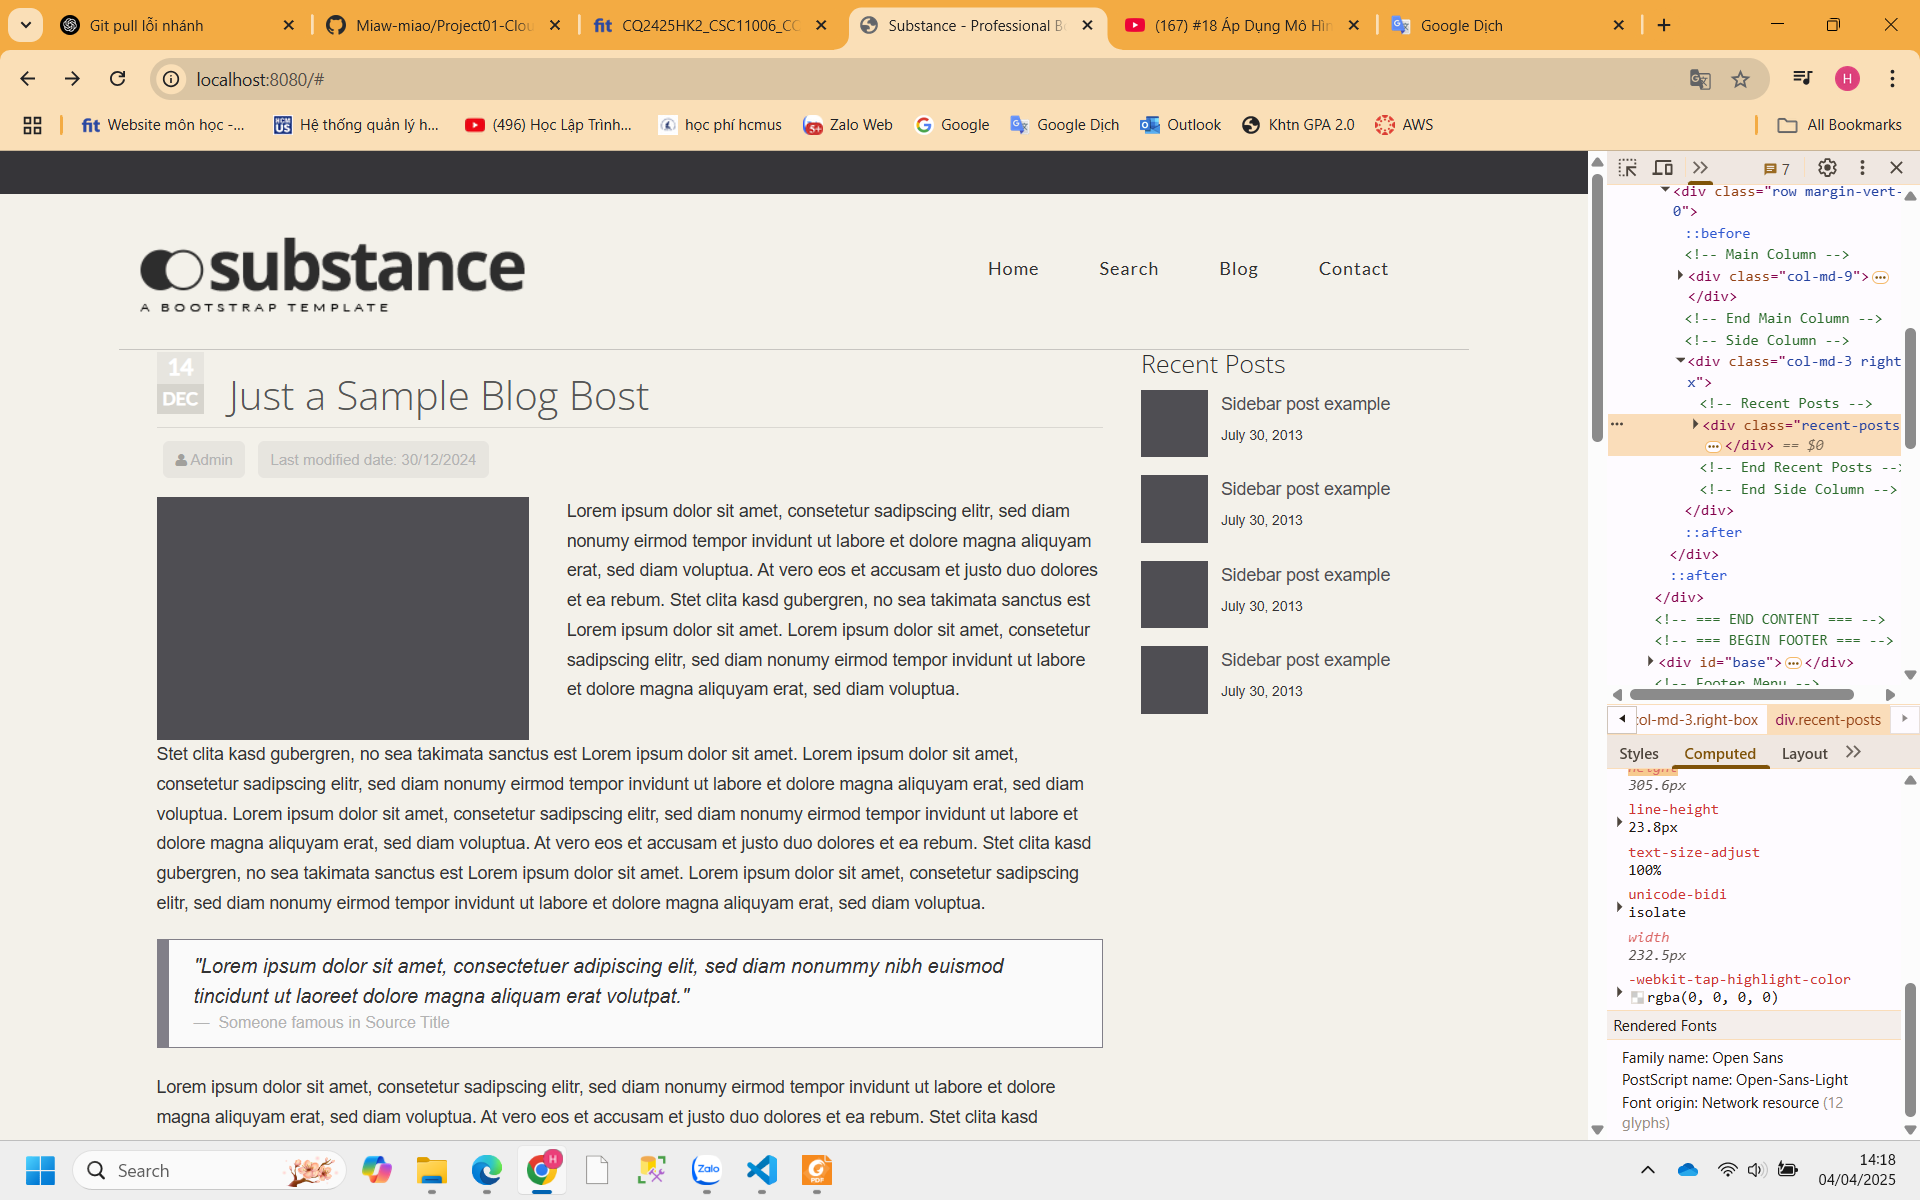 Git pull lỗi nhánh
Miaw-miao/Project01-Clou
fit CQ2425HK2_CSC11006_CQ
Substance - Professional B
(167) #18 Áp Dụng Mô Hìn
Google Dịch
localhost:8080/#
H
fit Website môn học -...
HCM US Hệ thống quản lý h...
(496) Học Lập Trình...
học phí hcmus
5+ Zalo Web
Google
Google Dịch
Outlook
Khtn GPA 2.0
AWS
All Bookmarks
substance
A BOOTSTRAP TEMPLATE
Home
Search
Blog
Contact
14
DEC
Just a Sample Blog Bost
Admin
Last modified date: 30/12/2024
Lorem ipsum dolor sit amet, consetetur sadipscing elitr, sed diam
nonumy eirmod tempor invidunt ut labore et dolore magna aliquyam
erat, sed diam voluptua. At vero eos et accusam et justo duo dolores
et ea rebum. Stet clita kasd gubergren, no sea takimata sanctus est
Lorem ipsum dolor sit amet. Lorem ipsum dolor sit amet, consetetur
sadipscing elitr, sed diam nonumy eirmod tempor invidunt ut labore
et dolore magna aliquyam erat, sed diam voluptua.
Stet clita kasd gubergren, no sea takimata sanctus est Lorem ipsum dolor sit amet. Lorem ipsum dolor sit amet,
consetetur sadipscing elitr, sed diam nonumy eirmod tempor invidunt ut labore et dolore magna aliquyam erat, sed diam
voluptua. Lorem ipsum dolor sit amet, consetetur sadipscing elitr, sed diam nonumy eirmod tempor invidunt ut labore et
dolore magna aliquyam erat, sed diam voluptua. At vero eos et accusam et justo duo dolores et ea rebum. Stet clita kasd
gubergren, no sea takimata sanctus est Lorem ipsum dolor sit amet. Lorem ipsum dolor sit amet, consetetur sadipscing
elitr, sed diam nonumy eirmod tempor invidunt ut labore et dolore magna aliquyam erat, sed diam voluptua.
"Lorem ipsum dolor sit amet, consectetuer adipiscing elit, sed diam nonummy nibh euismod
tincidunt ut laoreet dolore magna aliquam erat volutpat."
— Someone famous in Source Title
Lorem ipsum dolor sit amet, consetetur sadipscing elitr, sed diam nonumy eirmod tempor invidunt ut labore et dolore
magna aliquyam erat, sed diam voluptua. At vero eos et accusam et justo duo dolores et ea rebum. Stet clita kasd
Recent Posts
Sidebar post example
July 30, 2013
Sidebar post example
July 30, 2013
Sidebar post example
July 30, 2013
Sidebar post example
July 30, 2013
7
<div class="row margin-vert-
0">
::before
<!-- Main Column -->
<div class="col-md-9">
</div>
<!-- End Main Column -->
<!-- Side Column -->
<div class="col-md-3 right
x">
<!-- Recent Posts -->
<div class="recent-posts
</div> == $0
<!-- End Recent Posts --
<!-- End Side Column -->
</div>
::after
</div>
::after
</div>
<!-- === END CONTENT === -->
<!-- === BEGIN FOOTER === -->
<div id="base"></div>
<!-- Footer Menu -->
col-md-3.right-box
div.recent-posts
Styles
Computed
Layout
height
305.6px
line-height
23.8px
text-size-adjust
100%
unicode-bidi
isolate
width
232.5px
-webkit-tap-highlight-color
rgba(0, 0, 0, 0)
Rendered Fonts
Family name: Open Sans
PostScript name: Open-Sans-Light
Font origin: Network resource (12
glyphs)
Search
H
Zalo
PDF
14:18
04/04/2025